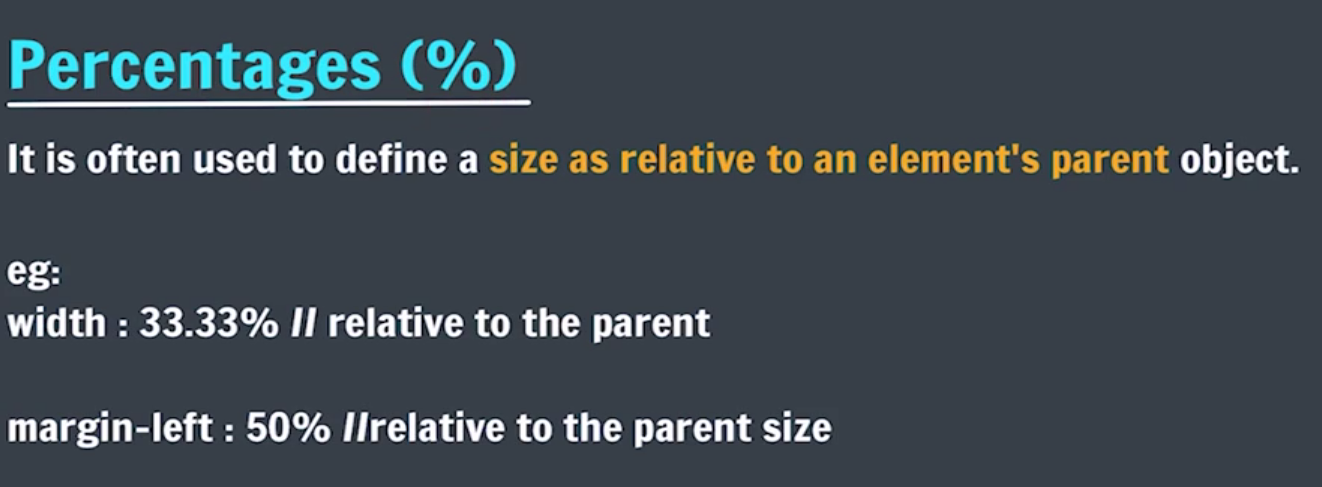 Percentages (%)
It is often used to define a size as relative to an element's parent object.
eg:
width : 33.33% // relative to the parent
margin-left : 50% //relative to the parent size